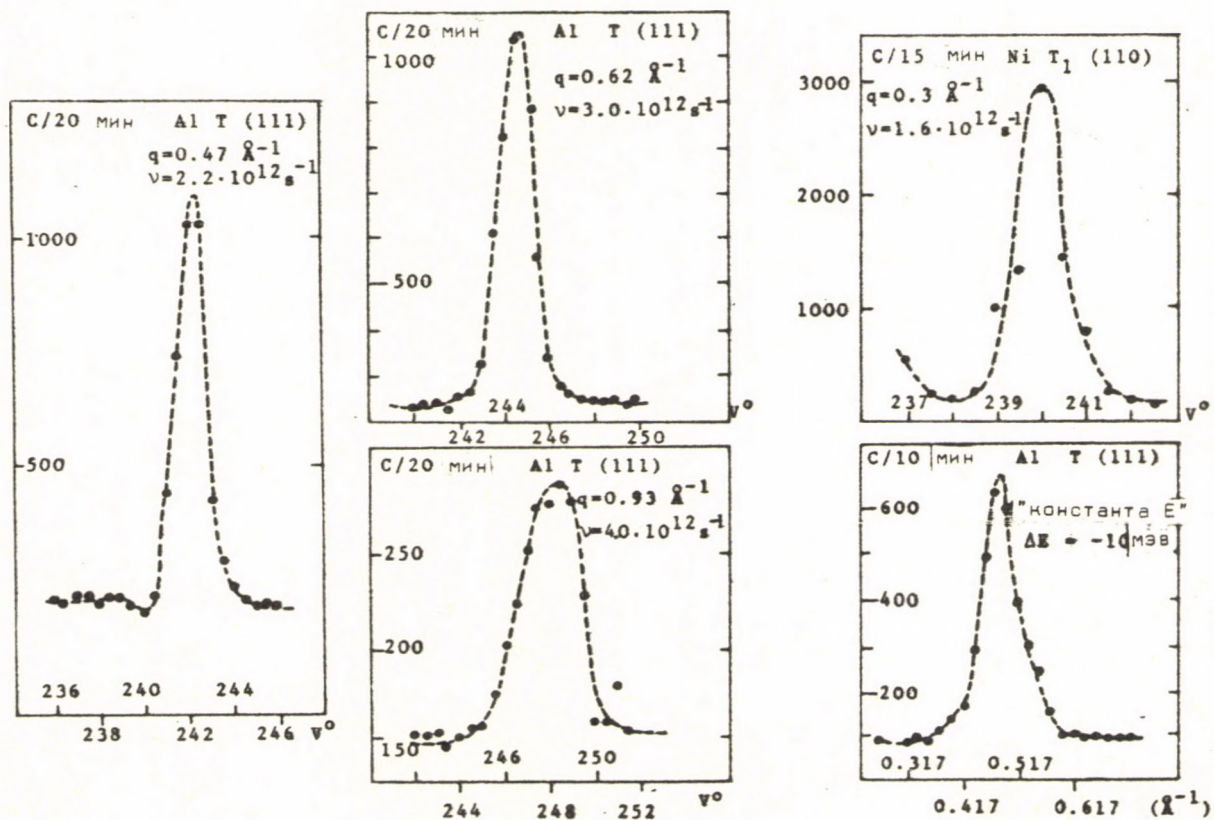 C/20 мин Al T (111)
q=0.47 Å⁻¹
ν=2.2·10¹²s⁻¹
1000
500
236 240 244
238 242 246 V°
C/20 мин Al T (111)
1000
q=0.62 Å⁻¹
ν=3.0.10¹²s⁻¹
500
244
242 246 250 V°
C/20 мин Al T (111)
q=0.93 Å⁻¹
ν=40.10¹²s⁻¹
250
200
150
246 250
244 248 252 V°
C/15 мин Ni T₁ (110)
3000
q=0.3 Å⁻¹
ν=1.6·10¹²s⁻¹
2000
1000
237 239 241 V°
C/10 мин Al T (111)
600
"константа E"
ΔE = -10 мэв
400
200
0.317 0.517
0.417 0.617 (Å⁻¹)